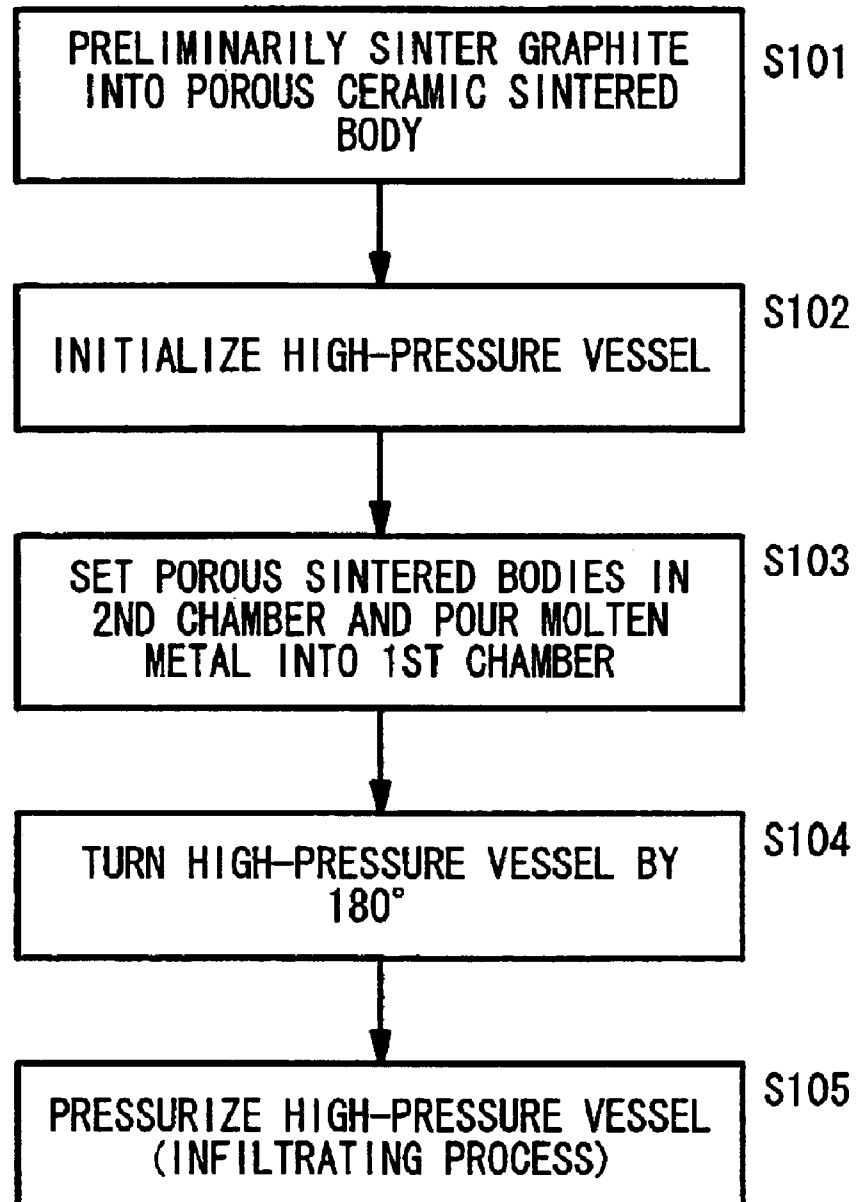 PRELIMINARILY SINTER GRAPHITE
INTO POROUS CERAMIC SINTERED
BODY
S101
INITIALIZE HIGH-PRESSURE VESSEL
S102
SET POROUS SINTERED BODIES IN
2ND CHAMBER AND POUR MOLTEN
METAL INTO 1ST CHAMBER
S103
TURN HIGH-PRESSURE VESSEL BY
180°
S104
PRESSURIZE HIGH-PRESSURE VESSEL
(INFILTRATING PROCESS)
S105